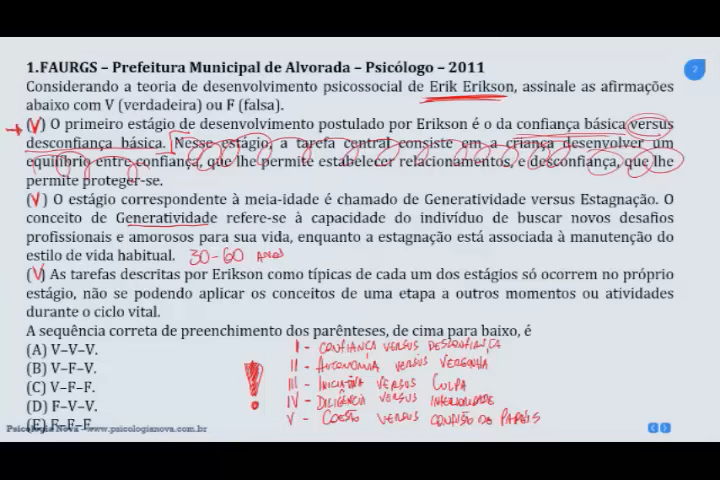 2
1.FAURGS – Prefeitura Municipal de Alvorada – Psicólogo – 2011
Considerando a teoria de desenvolvimento psicossocial de Erik Erikson, assinale as afirmações
abaixo com V (verdadeira) ou F (falsa).
(V) O primeiro estágio de desenvolvimento postulado por Erikson é o da confiança básica versus
desconfiança básica. Nesse estágio, a tarefa central consiste em a criança desenvolver um
equilíbrio entre confiança, que lhe permite estabelecer relacionamentos, e desconfiança, que lhe
permite proteger-se.
(V) O estágio correspondente à meia-idade é chamado de Generatividade versus Estagnação. O
conceito de Generatividade refere-se à capacidade do indivíduo de buscar novos desafios
profissionais e amorosos para sua vida, enquanto a estagnação está associada à manutenção do
estilo de vida habitual. 30-60 ANOS
(V) As tarefas descritas por Erikson como típicas de cada um dos estágios só ocorrem no próprio
estágio, não se podendo aplicar os conceitos de uma etapa a outros momentos ou atividades
durante o ciclo vital.
A sequência correta de preenchimento dos parênteses, de cima para baixo, é
(A) V–V–V.
(B) V–F–V.
(C) V–F–F.
(D) F–V–V.
(E) F–F–F.
!
I - CONFIANÇA VERSUS DESCONFIANÇA
II - AUTONOMIA VERSUS VERGONHA
III - INICIATIVA VERSUS CULPA
IV - DILIGÊNCIA VERSUS INFERIORIDADE
V - COESÃO VERSUS CONFUSÃO DE PAPÉIS
Psicologia Nova - www.psicologianova.com.br